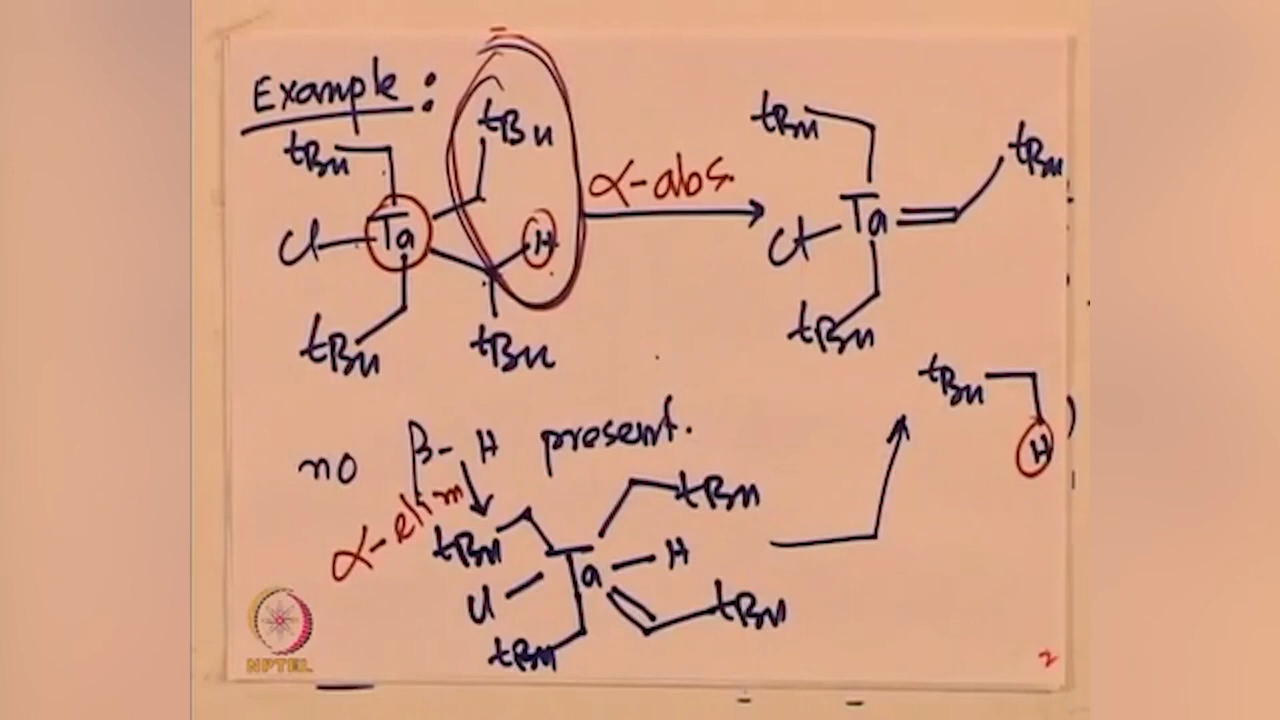 Example :
tBu
tBu
Cl
Ta
H
tBu
tBu
α-abs.
tBu
tBu
Cl
Ta
tBu
tBu
H
no β-H present.
α-elim
tBu
tBu
Cl
Ta
H
tBu
tBu
NPTEL
2